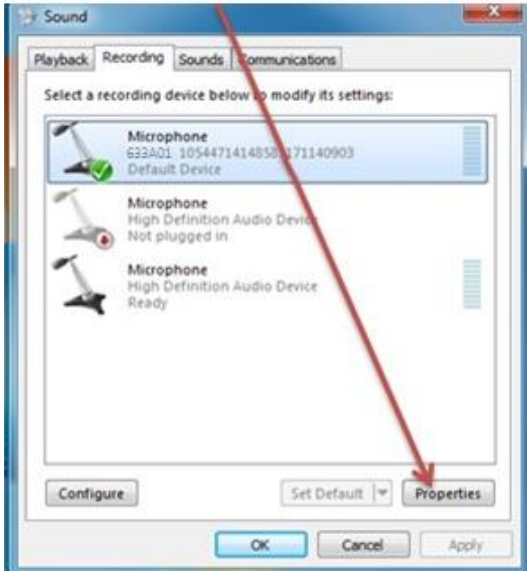 Sound
Playback Recording Sounds Communications
Select a recording device below to modify its settings:
Microphone
633A01
Default Device
Microphone
High Definition Audio Device
Not plugged in
Microphone
High Definition Audio Device
Ready
Configure Set Default Properties
OK Cancel Apply